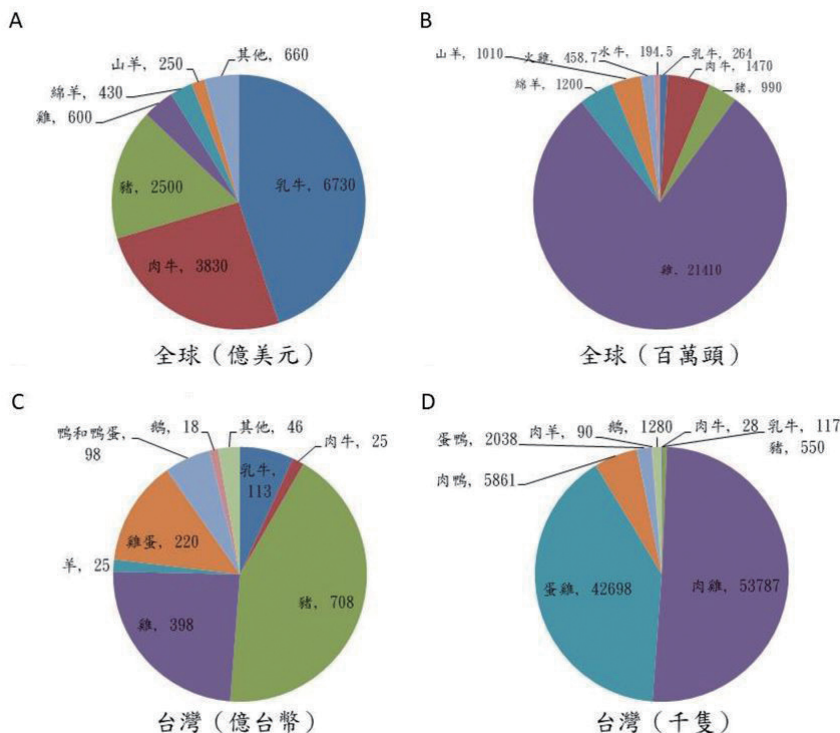 A
山羊, 250
其他, 660
綿羊, 430
雞, 600
豬, 2500
乳牛, 6730
肉牛, 3830
全球（億美元）
B
山羊, 1010
火雞, 458.7
水牛, 194.5
乳牛, 264
肉牛, 1470
綿羊, 1200
豬, 990
雞. 21410
全球（百萬頭）
C
鴨和鴨蛋,
98
鵝, 18
其他, 46
肉牛, 25
乳牛,
113
雞蛋, 220
羊, 25
豬, 708
雞, 398
台灣（億台幣）
D
蛋鴨, 2038
肉羊, 90
鵝, 1280
肉牛, 28
乳牛, 117
豬, 550
肉鴨, 5861
蛋雞, 42698
肉雞, 53787
台灣（千隻）